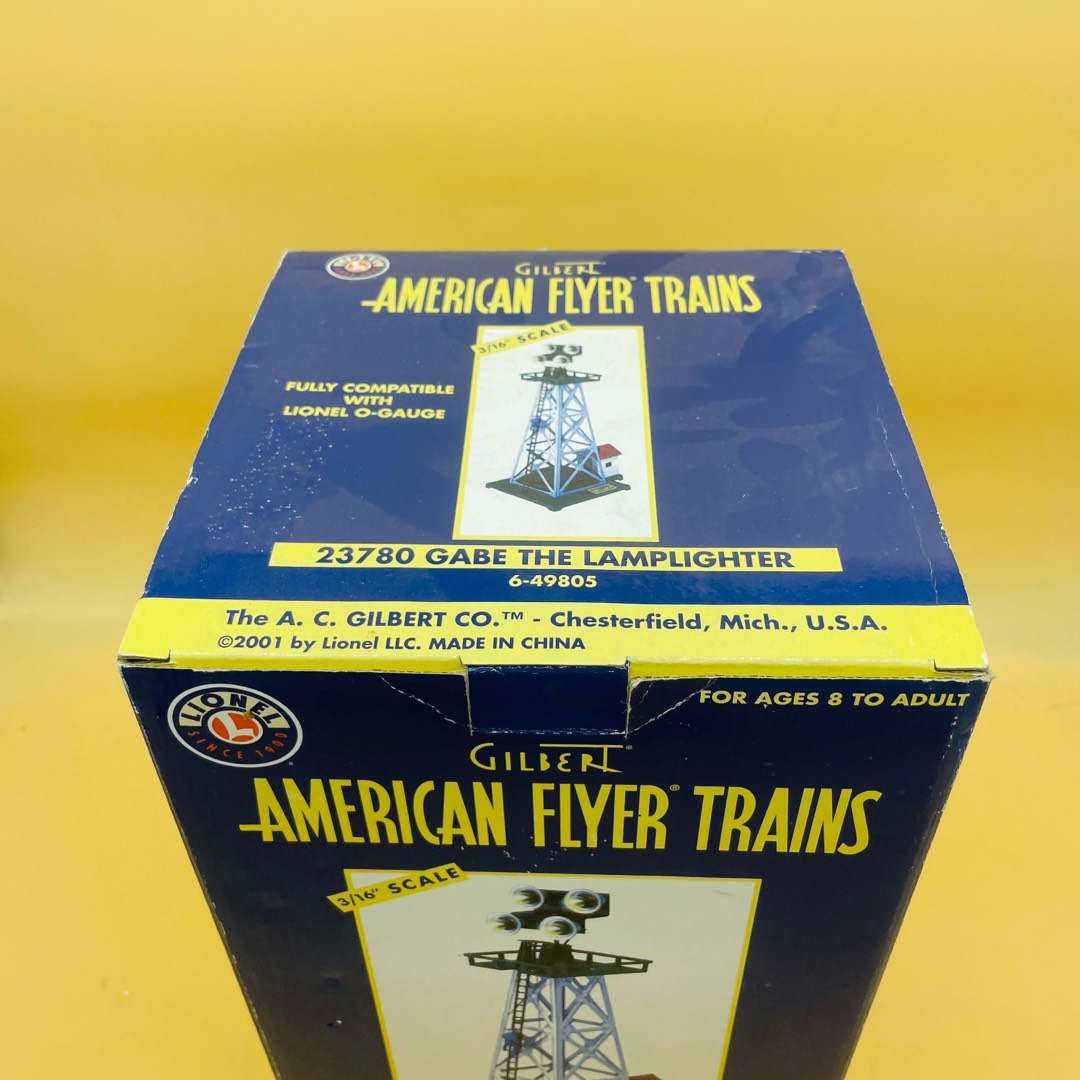 LIONEL
GILBERT
AMERICAN FLYER TRAINS
3/16" SCALE
FULLY COMPATIBLE
WITH
LIONEL O-GAUGE
23780 GABE THE LAMPLIGHTER
6-49805
The A. C. GILBERT CO.™ - Chesterfield, Mich., U.S.A.
©2001 by Lionel LLC. MADE IN CHINA
FOR AGES 8 TO ADULT
LIONEL
L
SINCE 1900
GILBERT®
AMERICAN FLYER® TRAINS
3/16" SCALE